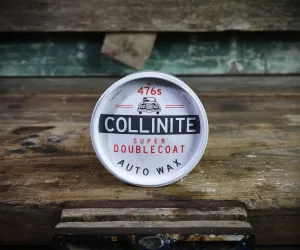 476s
COLLINITE
SUPER
DOUBLECOAT
AUTO WAX